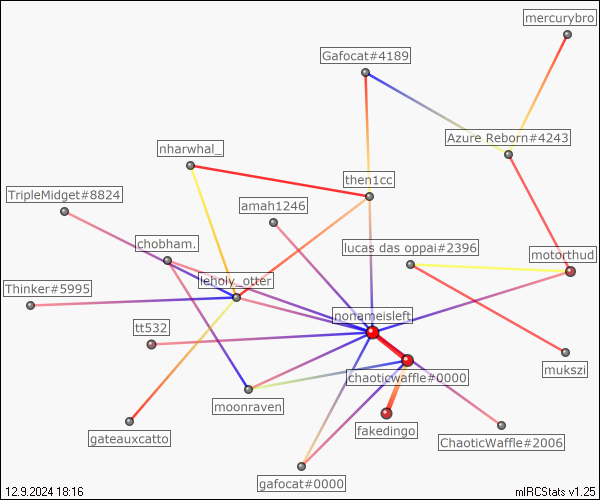 mercurybro
Gafocat#4189
Azure Reborn#4243
nharwhal_
then1cc
TripleMidget#8824
amah1246
chobham.
lucas das oppai#2396
motorthud
leholy_otter
Thinker#5995
nonameisleft
tt532
mukszi
chaoticwaffle#0000
moonraven
fakedingo
gateauxcatto
ChaoticWaffle#2006
gafocat#0000
12.9.2024 18:16
mIRCStats v1.25